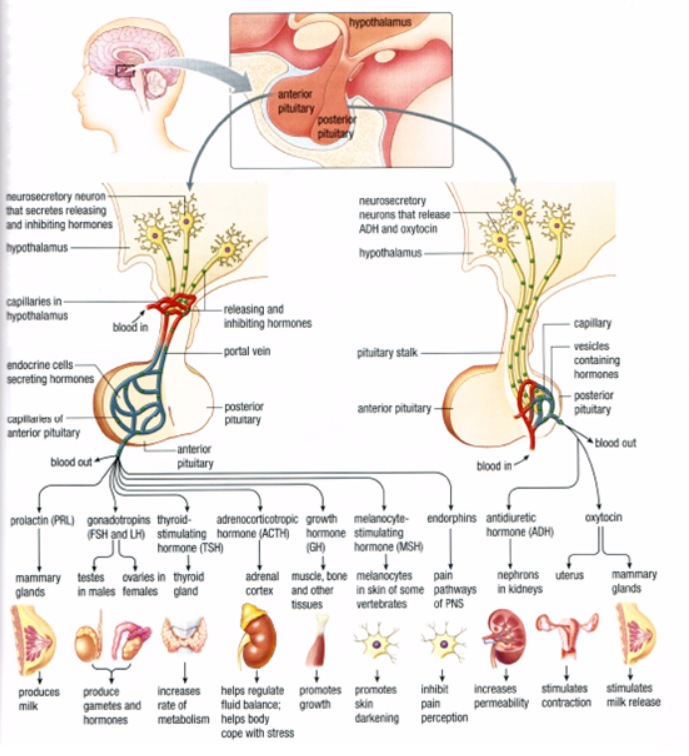 hypothalamus
anterior
pituitary
posterior
pituitary
neurosecretory neuron
that secretes releasing
and inhibiting hormones
hypothalamus
capillaries in
hypothalamus
blood in
releasing and
inhibiting hormones
portal vein
endocrine cells
secreting hormones
capillaries of
anterior pituitary
posterior
pituitary
anterior
pituitary
blood out
neurosecretory
neurons that release
ADH and oxytocin
hypothalamus
capillary
vesicles
containing
hormones
pituitary stalk
anterior pituitary
posterior
pituitary
blood out
blood in
prolactin (PRL)
gonadotropins
(FSH and LH)
thyroid-
stimulating
hormone (TSH)
adrenocorticotropic
hormone (ACTH)
growth
hormone
(GH)
melanocyte-
stimulating
hormone (MSH)
endorphins
antidiuretic
hormone (ADH)
oxytocin
mammary
glands
testes
in males
ovaries in
females
thyroid
gland
adrenal
cortex
muscle, bone
and other
tissues
melanocytes
in skin of some
vertebrates
pain
pathways
of PNS
nephrons
in kidneys
uterus
mammary
glands
produces
milk
produce
gametes and
hormones
increases
rate of
metabolism
helps regulate
fluid balance;
helps body
cope with stress
promotes
growth
promotes
skin
darkening
inhibit
pain
perception
increases
permeability
stimulates
contraction
stimulates
milk release